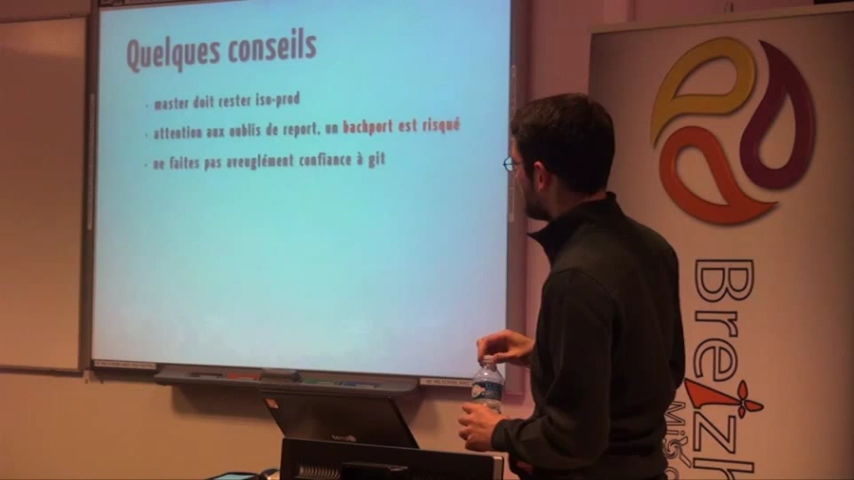 Quelques conseils
· master doit rester iso-prod
· attention aux oublis de report, un backport est risqué
· ne faites pas aveuglément confiance à git
Breizh
Mis